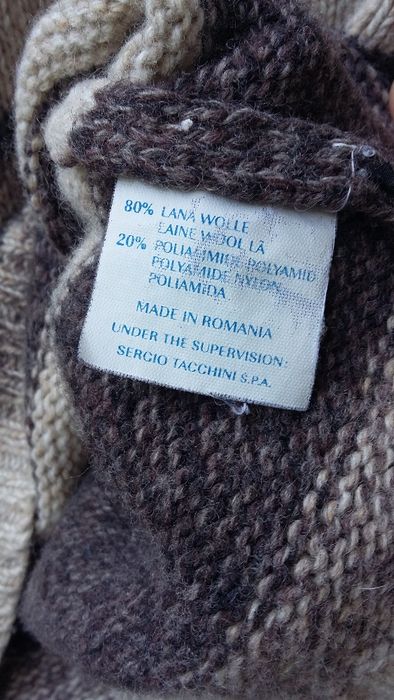 80% LANA WOLLE
LAINE WOOL LÃ
20% POLIAMIDE POLYAMID
POLYAMIDE NYLON
POLIAMIDA
MADE IN ROMANIA
UNDER THE SUPERVISION:
SERGIO TACCHINI S.P.A.